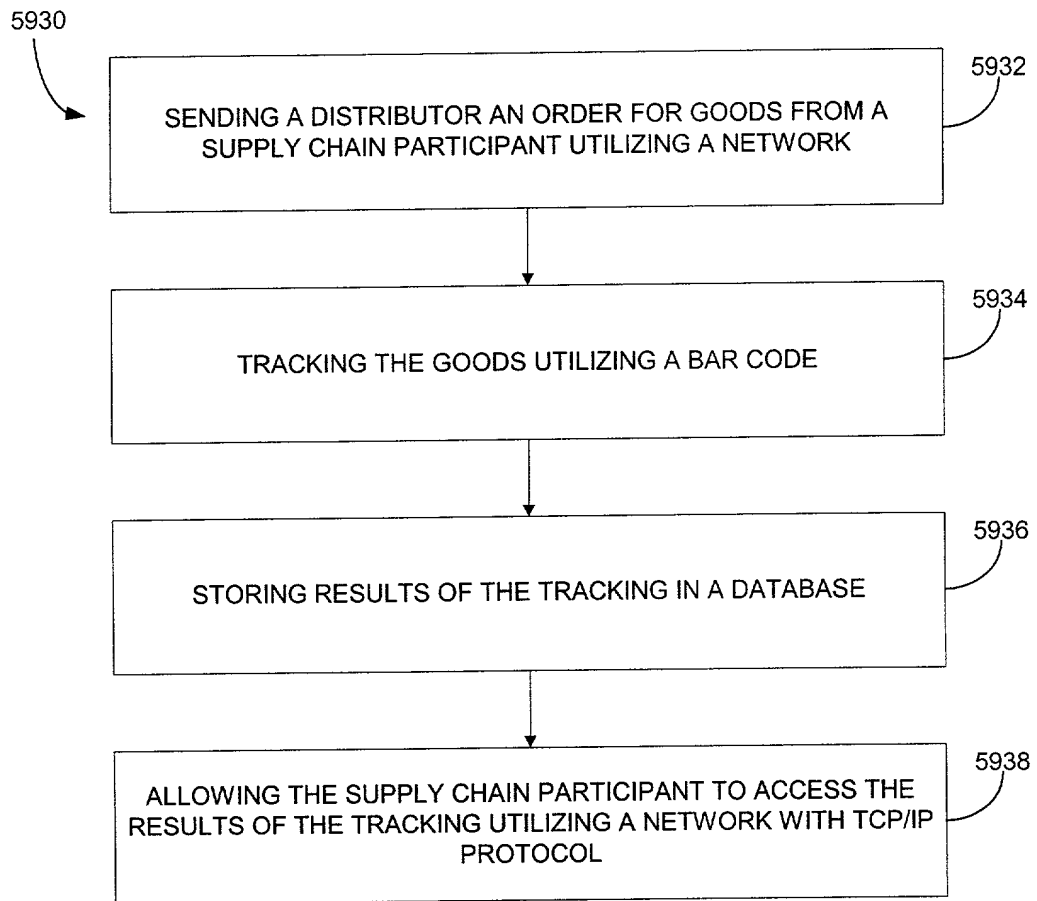 5930
5932
SENDING A DISTRIBUTOR AN ORDER FOR GOODS FROM A
SUPPLY CHAIN PARTICIPANT UTILIZING A NETWORK
5934
TRACKING THE GOODS UTILIZING A BAR CODE
5936
STORING RESULTS OF THE TRACKING IN A DATABASE
5938
ALLOWING THE SUPPLY CHAIN PARTICIPANT TO ACCESS THE
RESULTS OF THE TRACKING UTILIZING A NETWORK WITH TCP/IP
PROTOCOL